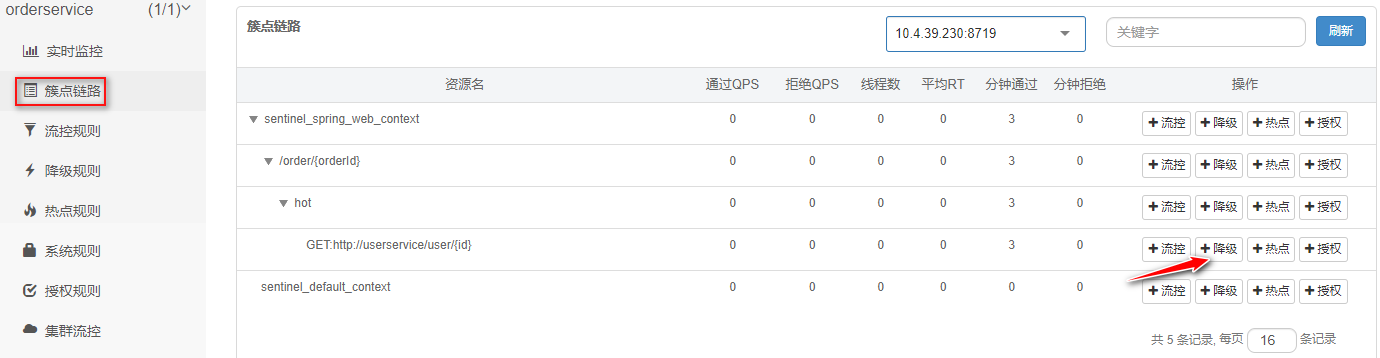 orderservice (1/1)
实时监控
簇点链路
流控规则
降级规则
热点规则
系统规则
授权规则
集群流控
簇点链路 10.4.39.230:8719 关键字 刷新
资源名 通过QPS 拒绝QPS 线程数 平均RT 分钟通过 分钟拒绝 操作
sentinel_spring_web_context 0 0 0 0 3 0 +流控 +降级 +热点 +授权
/order/{orderId} 0 0 0 0 3 0 +流控 +降级 +热点 +授权
hot 0 0 0 0 3 0 +流控 +降级 +热点 +授权
GET:http://userservice/user/{id} 0 0 0 0 3 0 +流控 +降级 +热点 +授权
sentinel_default_context 0 0 0 0 0 0 +流控 +降级 +热点 +授权
共 5 条记录, 每页 16 条记录